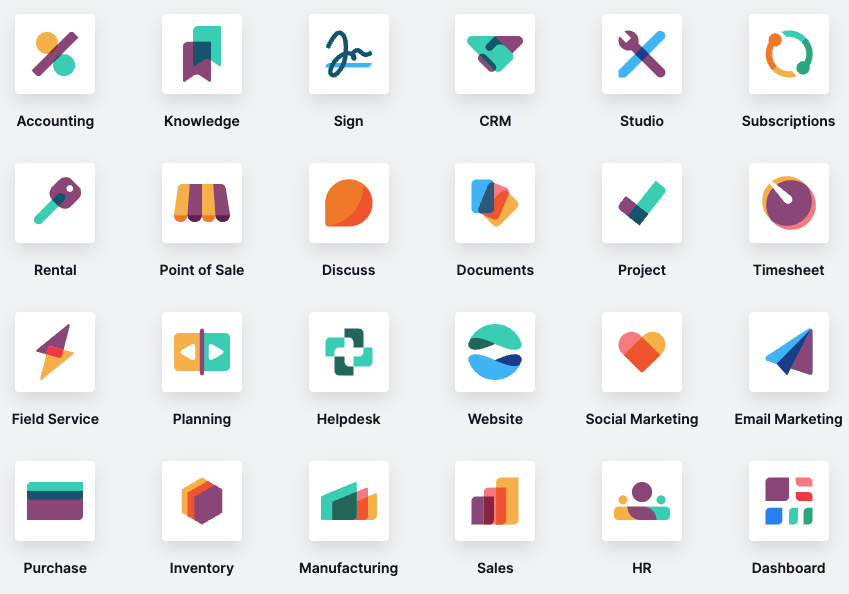 Accounting
Knowledge
Sign
CRM
Studio
Subscriptions
Rental
Point of Sale
Discuss
Documents
Project
Timesheet
Field Service
Planning
Helpdesk
Website
Social Marketing
Email Marketing
Purchase
Inventory
Manufacturing
Sales
HR
Dashboard